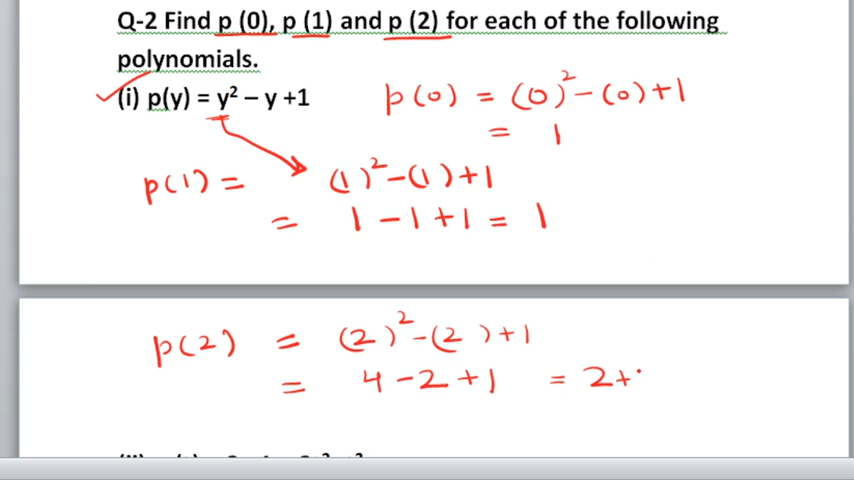 Q-2 Find p (0), p (1) and p (2) for each of the following
polynomials.
(i) p(y) = y² – y +1
p(0) = (0)² - (0) + 1
= 1
p(1) = (1)² - (1) + 1
= 1 - 1 + 1 = 1
p(2) = (2)² - (2) + 1
= 4 - 2 + 1 = 2+